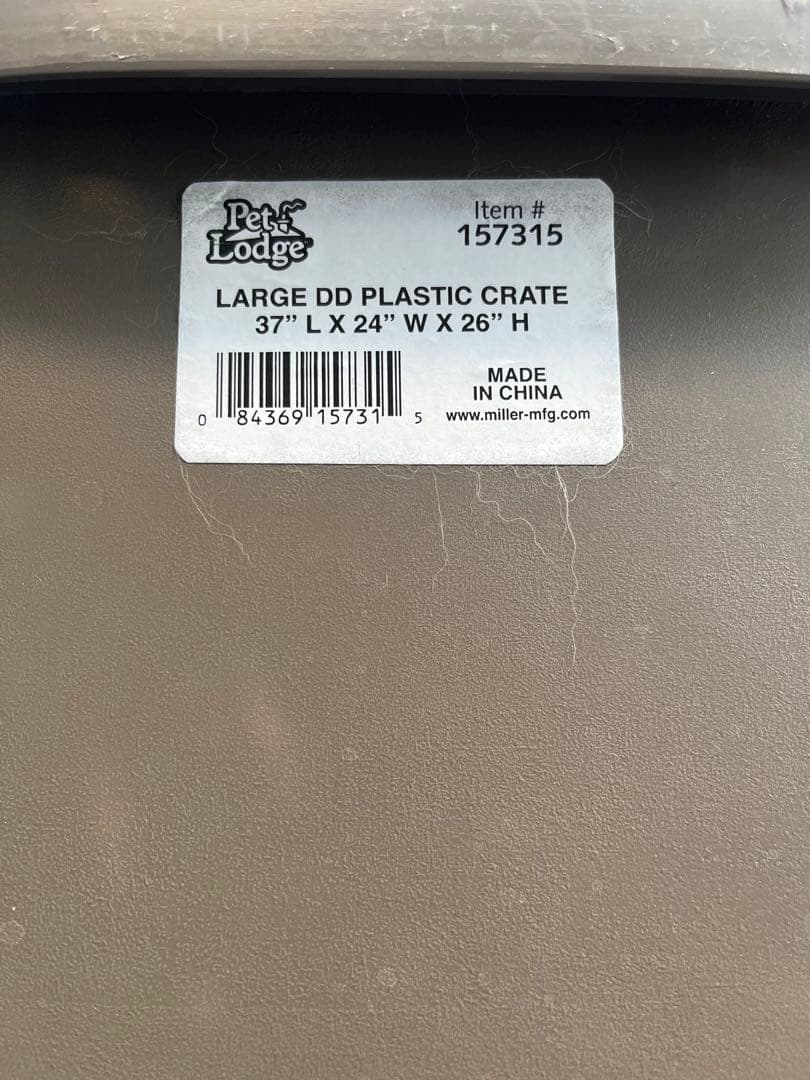 Pet
Lodge
Item #
157315
LARGE DD PLASTIC CRATE
37” L X 24” W X 26” H
MADE
IN CHINA
0 84369 15731 5
www.miller-mfg.com